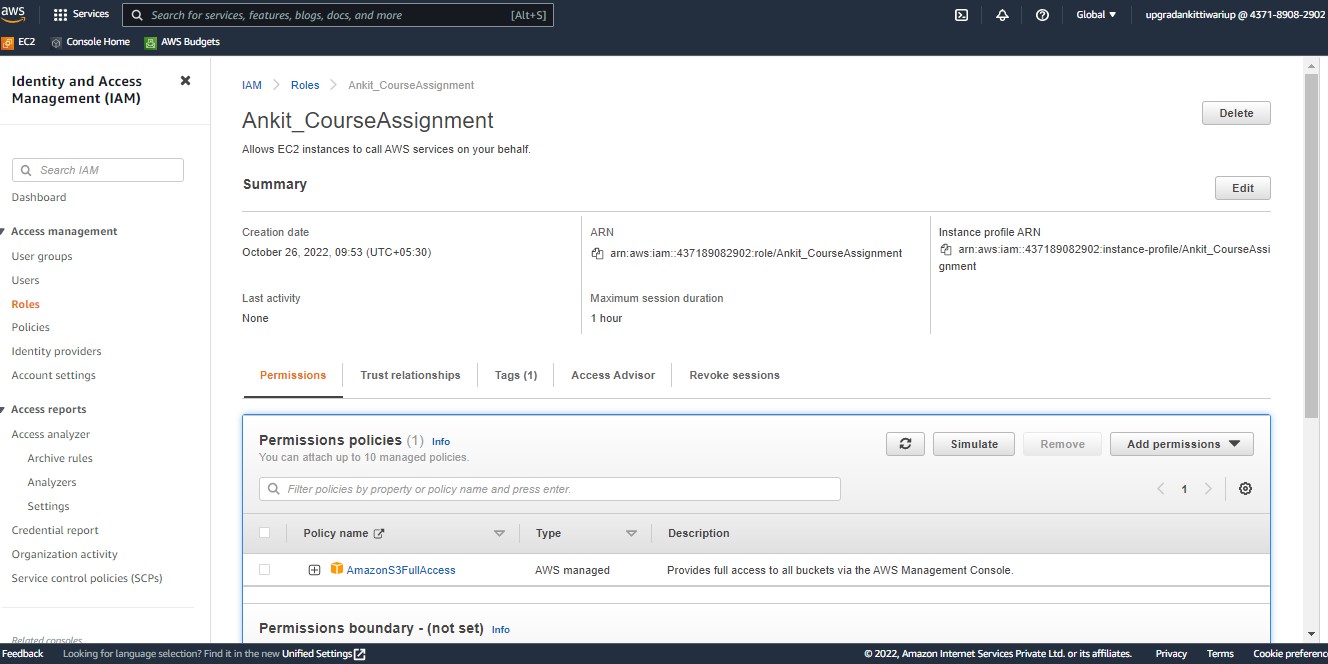 aws
Services
Search for services, features, blogs, docs, and more
[Alt+S]
Global
upgradankittiwariup @ 4371-8908-2902
EC2
Console Home
AWS Budgets
Identity and Access
Management (IAM)
Search IAM
Dashboard
Access management
User groups
Users
Roles
Policies
Identity providers
Account settings
Access reports
Access analyzer
Archive rules
Analyzers
Settings
Credential report
Organization activity
Service control policies (SCPs)
Related consoles
IAM
Roles
Ankit_CourseAssignment
Ankit_CourseAssignment
Delete
Allows EC2 instances to call AWS services on your behalf.
Summary
Edit
Creation date
October 26, 2022, 09:53 (UTC+05:30)
ARN
arn:aws:iam::437189082902:role/Ankit_CourseAssignment
Instance profile ARN
arn:aws:iam::437189082902:instance-profile/Ankit_CourseAssi
gnment
Last activity
None
Maximum session duration
1 hour
Permissions
Trust relationships
Tags (1)
Access Advisor
Revoke sessions
Permissions policies (1) Info
You can attach up to 10 managed policies.
Simulate
Remove
Add permissions
Filter policies by property or policy name and press enter.
1
Policy name
Type
Description
AmazonS3FullAccess
AWS managed
Provides full access to all buckets via the AWS Management Console.
Permissions boundary - (not set) Info
Feedback
Looking for language selection? Find it in the new Unified Settings
© 2022, Amazon Internet Services Private Ltd. or its affiliates.
Privacy
Terms
Cookie preferenc